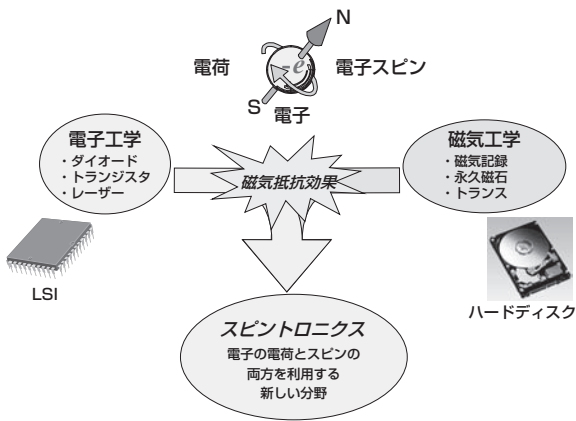 N
電荷
-e
電子スピン
S
電子
電子工学
・ダイオード
・トランジスタ
・レーザー
磁気抵抗効果
磁気工学
・磁気記録
・永久磁石
・トランス
LSI
ハードディスク
スピントロニクス
電子の電荷とスピンの
両方を利用する
新しい分野